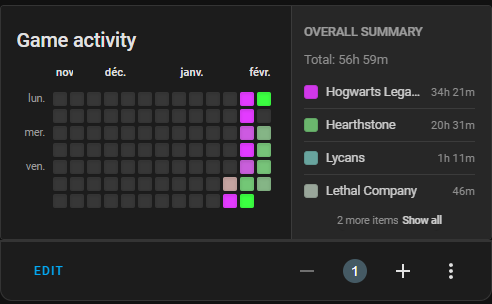 Game activity
nov déc. janv. févr.
lun.
mer.
ven.
OVERALL SUMMARY
Total: 56h 59m
Hogwarts Lega... 34h 21m
Hearthstone 20h 31m
Lycans 1h 11m
Lethal Company 46m
2 more items Show all
EDIT
1